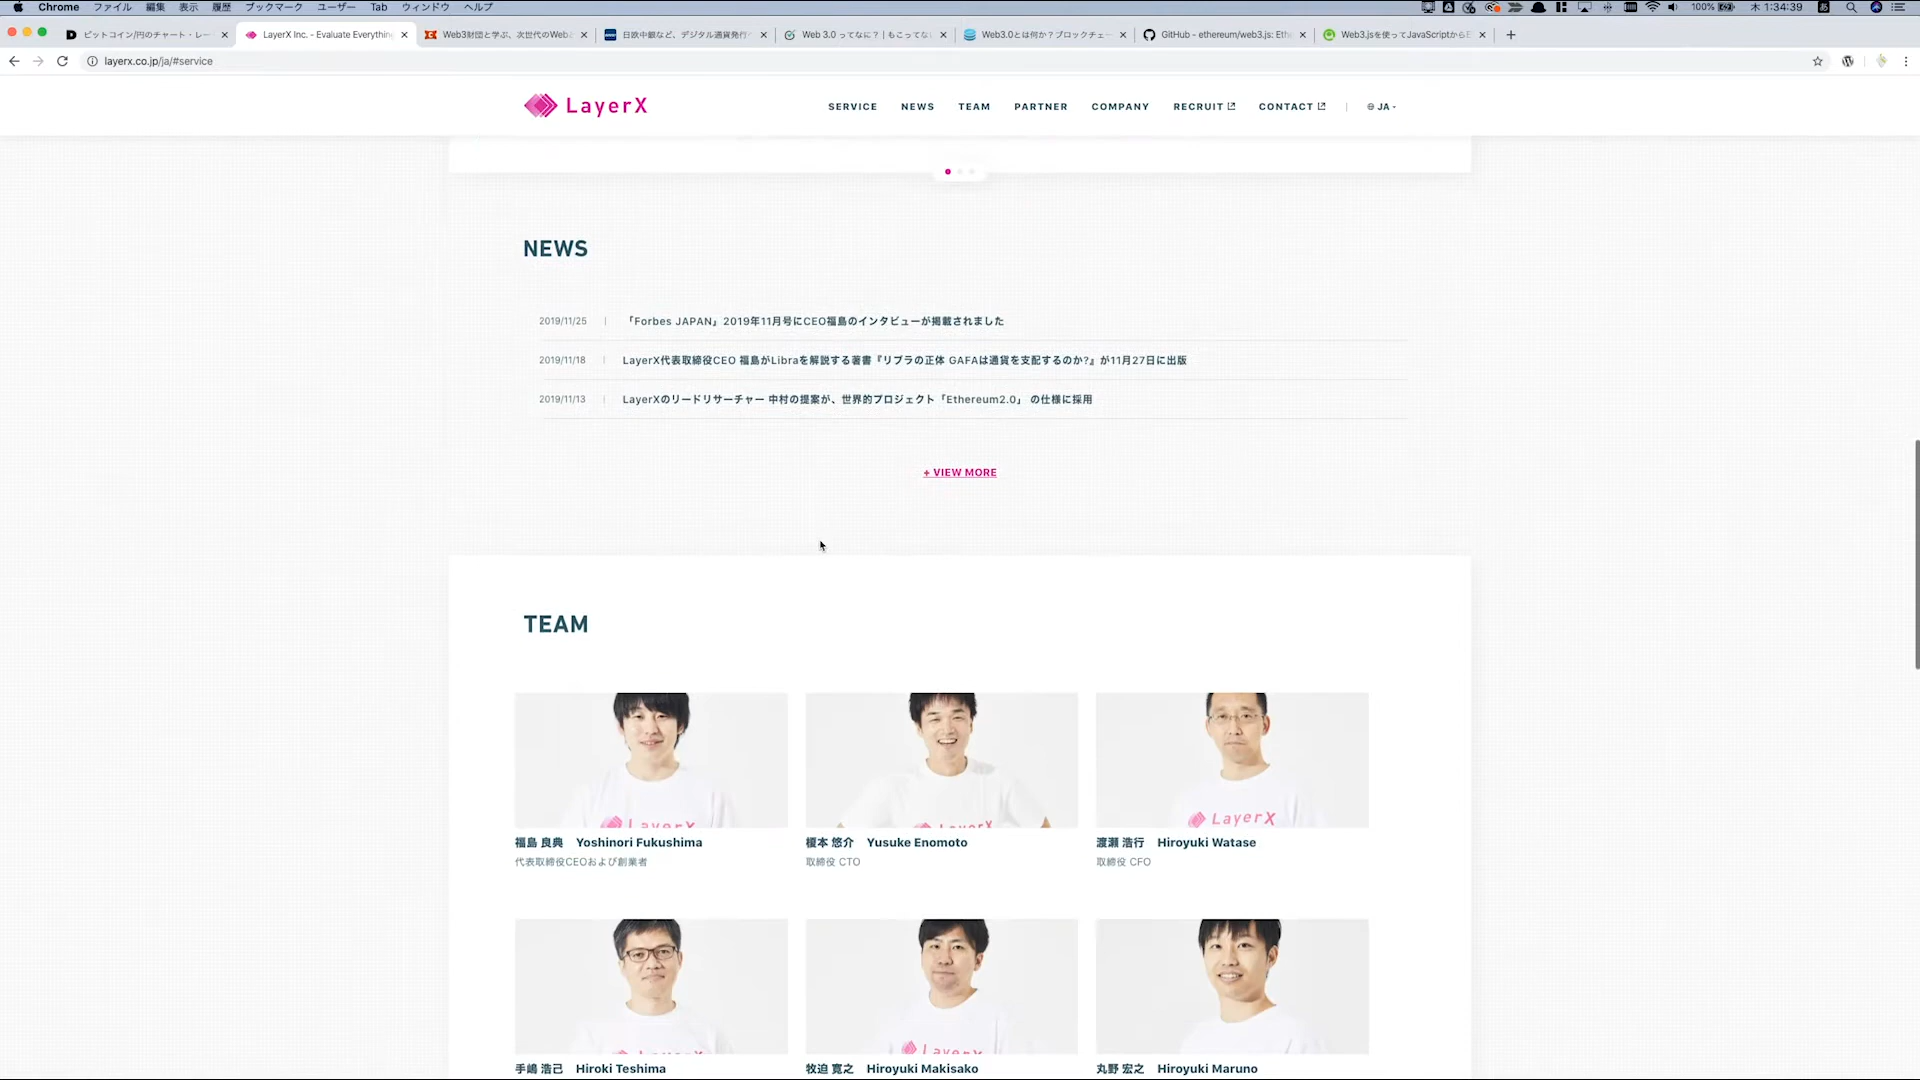 Chrome ファイル 編集 表示 履歴 ブックマーク ユーザー Tab ウィンドウ ヘルプ 100% 木 1:34:39
ビットコイン/円のチャート・レー
LayerX Inc. - Evaluate Everythin
Web3財団と学ぶ、次世代のWeb
日欧中銀など、デジタル通貨発行
Web 3.0 ってなに？ | もこってな
Web3.0とは何か？ブロックチェー
GitHub - ethereum/web3.js: Eth
Web3.jsを使ってJavaScriptからE
layerx.co.jp/ja/#service
LayerX
SERVICE NEWS TEAM PARTNER COMPANY RECRUIT CONTACT | JA
NEWS
2019/11/25 | 「Forbes JAPAN」2019年11月号にCEO福島のインタビューが掲載されました
2019/11/18 | LayerX代表取締役CEO 福島がLibraを解説する著書『リブラの正体 GAFAは通貨を支配するのか?』が11月27日に出版
2019/11/13 | LayerXのリードリサーチャー 中村の提案が、世界的プロジェクト「Ethereum2.0」 の仕様に採用
+ VIEW MORE
TEAM
LayerX
LayerX
LayerX
福島 良典 Yoshinori Fukushima
代表取締役CEOおよび創業者
榎本 悠介 Yusuke Enomoto
取締役 CTO
渡瀬 浩行 Hiroyuki Watase
取締役 CFO
LayerX
手嶋 浩己 Hiroki Teshima
牧迫 寛之 Hiroyuki Makisako
丸野 宏之 Hiroyuki Maruno